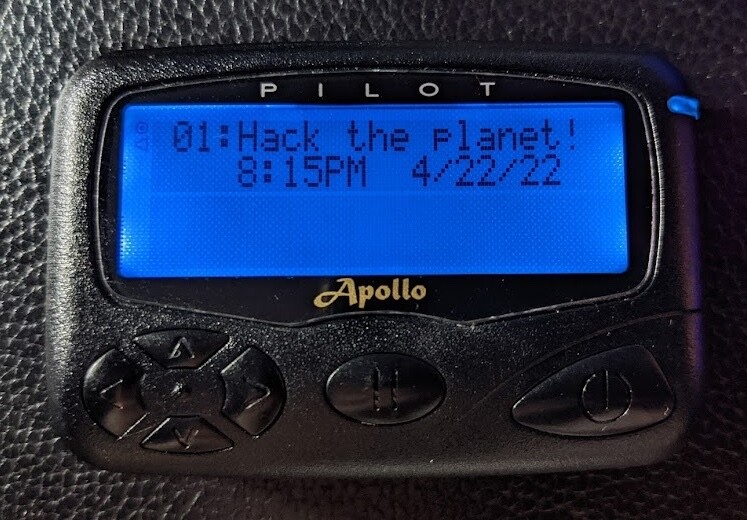 PILOT
01:Hack the planet!
8:15PM 4/22/22
Apollo